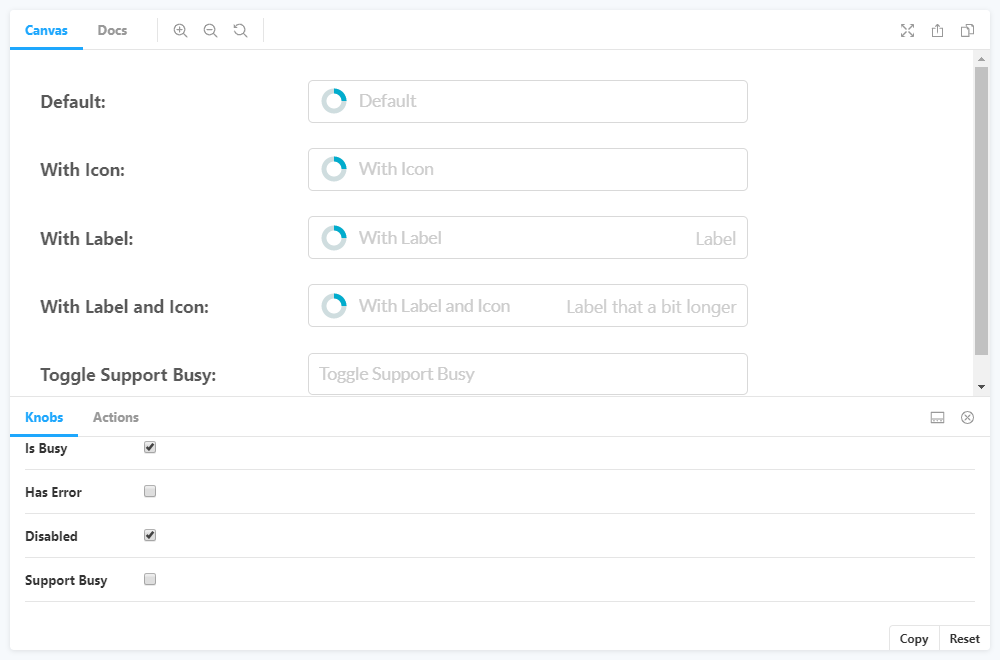 Canvas Docs
Default: Default
With Icon: With Icon
With Label: With Label Label
With Label and Icon: With Label and Icon Label that a bit longer
Toggle Support Busy: Toggle Support Busy
Knobs Actions
Is Busy
Has Error
Disabled
Support Busy
Copy Reset